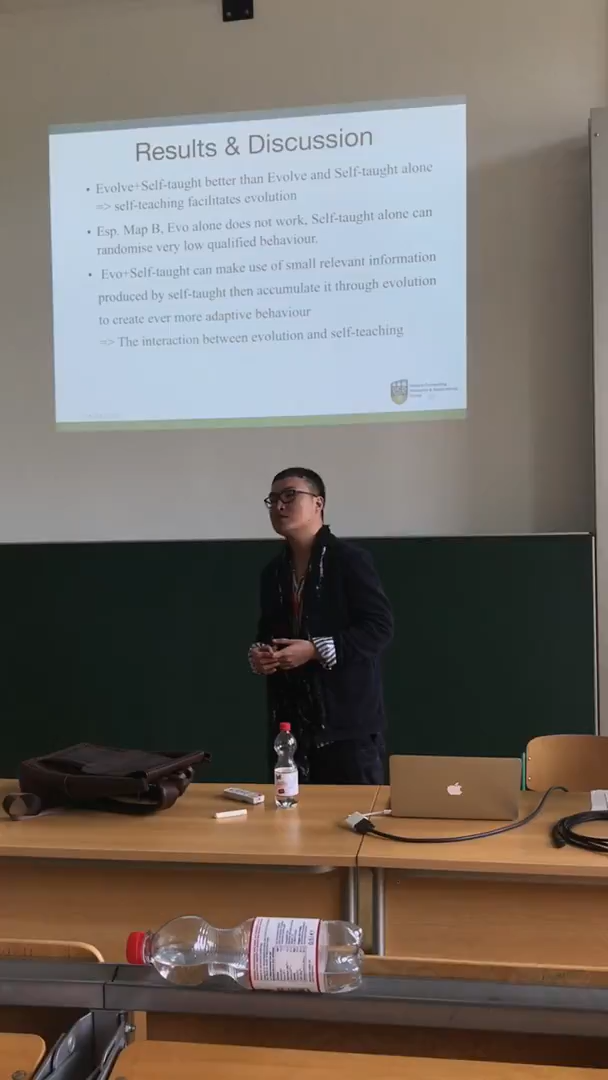 Results & Discussion
• Evolve+Self-taught better than Evolve and Self-taught alone
=> self-teaching facilitates evolution
• Esp. Map B, Evo alone does not work, Self-taught alone can
randomise very low qualified behaviour.
• Evo+Self-taught can make use of small relevant information
produced by self-taught then accumulate it through evolution
to create ever more adaptive behaviour
=> The interaction between evolution and self-teaching